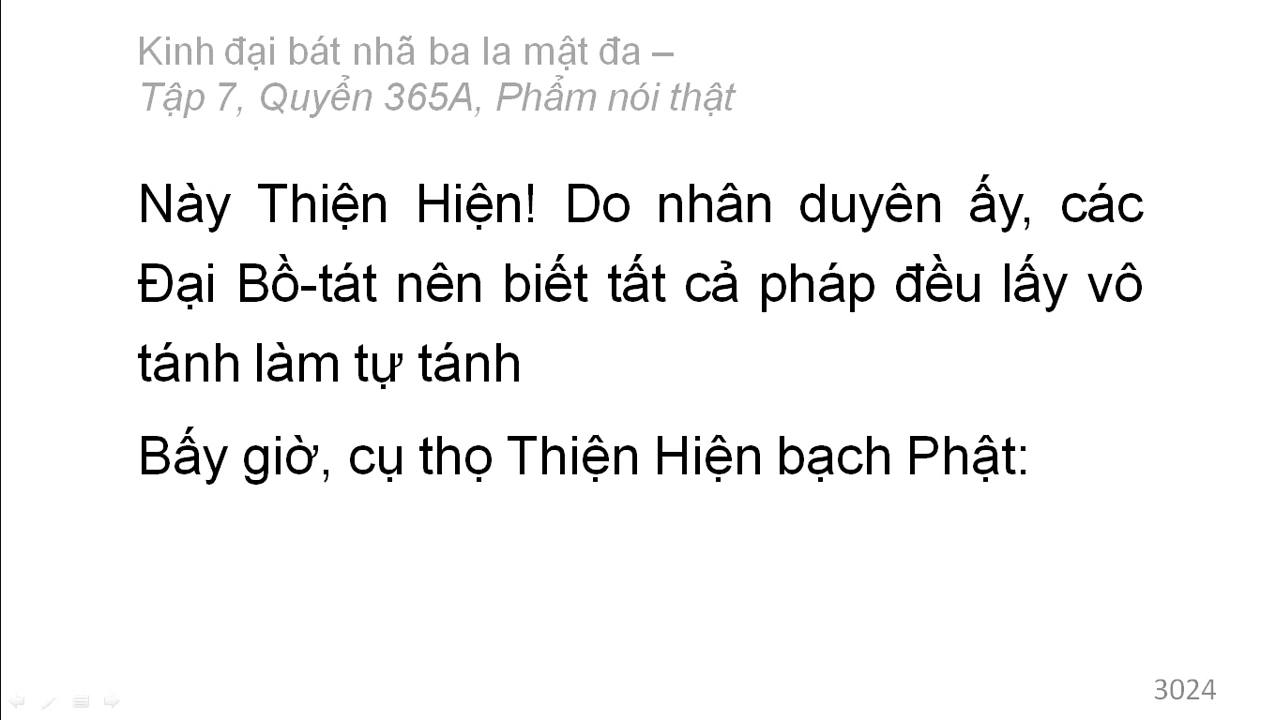 Kinh đại bát nhã ba la mật đa –
Tập 7, Quyển 365A, Phẩm nói thật
Này Thiện Hiện! Do nhân duyên ấy, các
Đại Bồ-tát nên biết tất cả pháp đều lấy vô
tánh làm tự tánh
Bấy giờ, cụ thọ Thiện Hiện bạch Phật:
3024